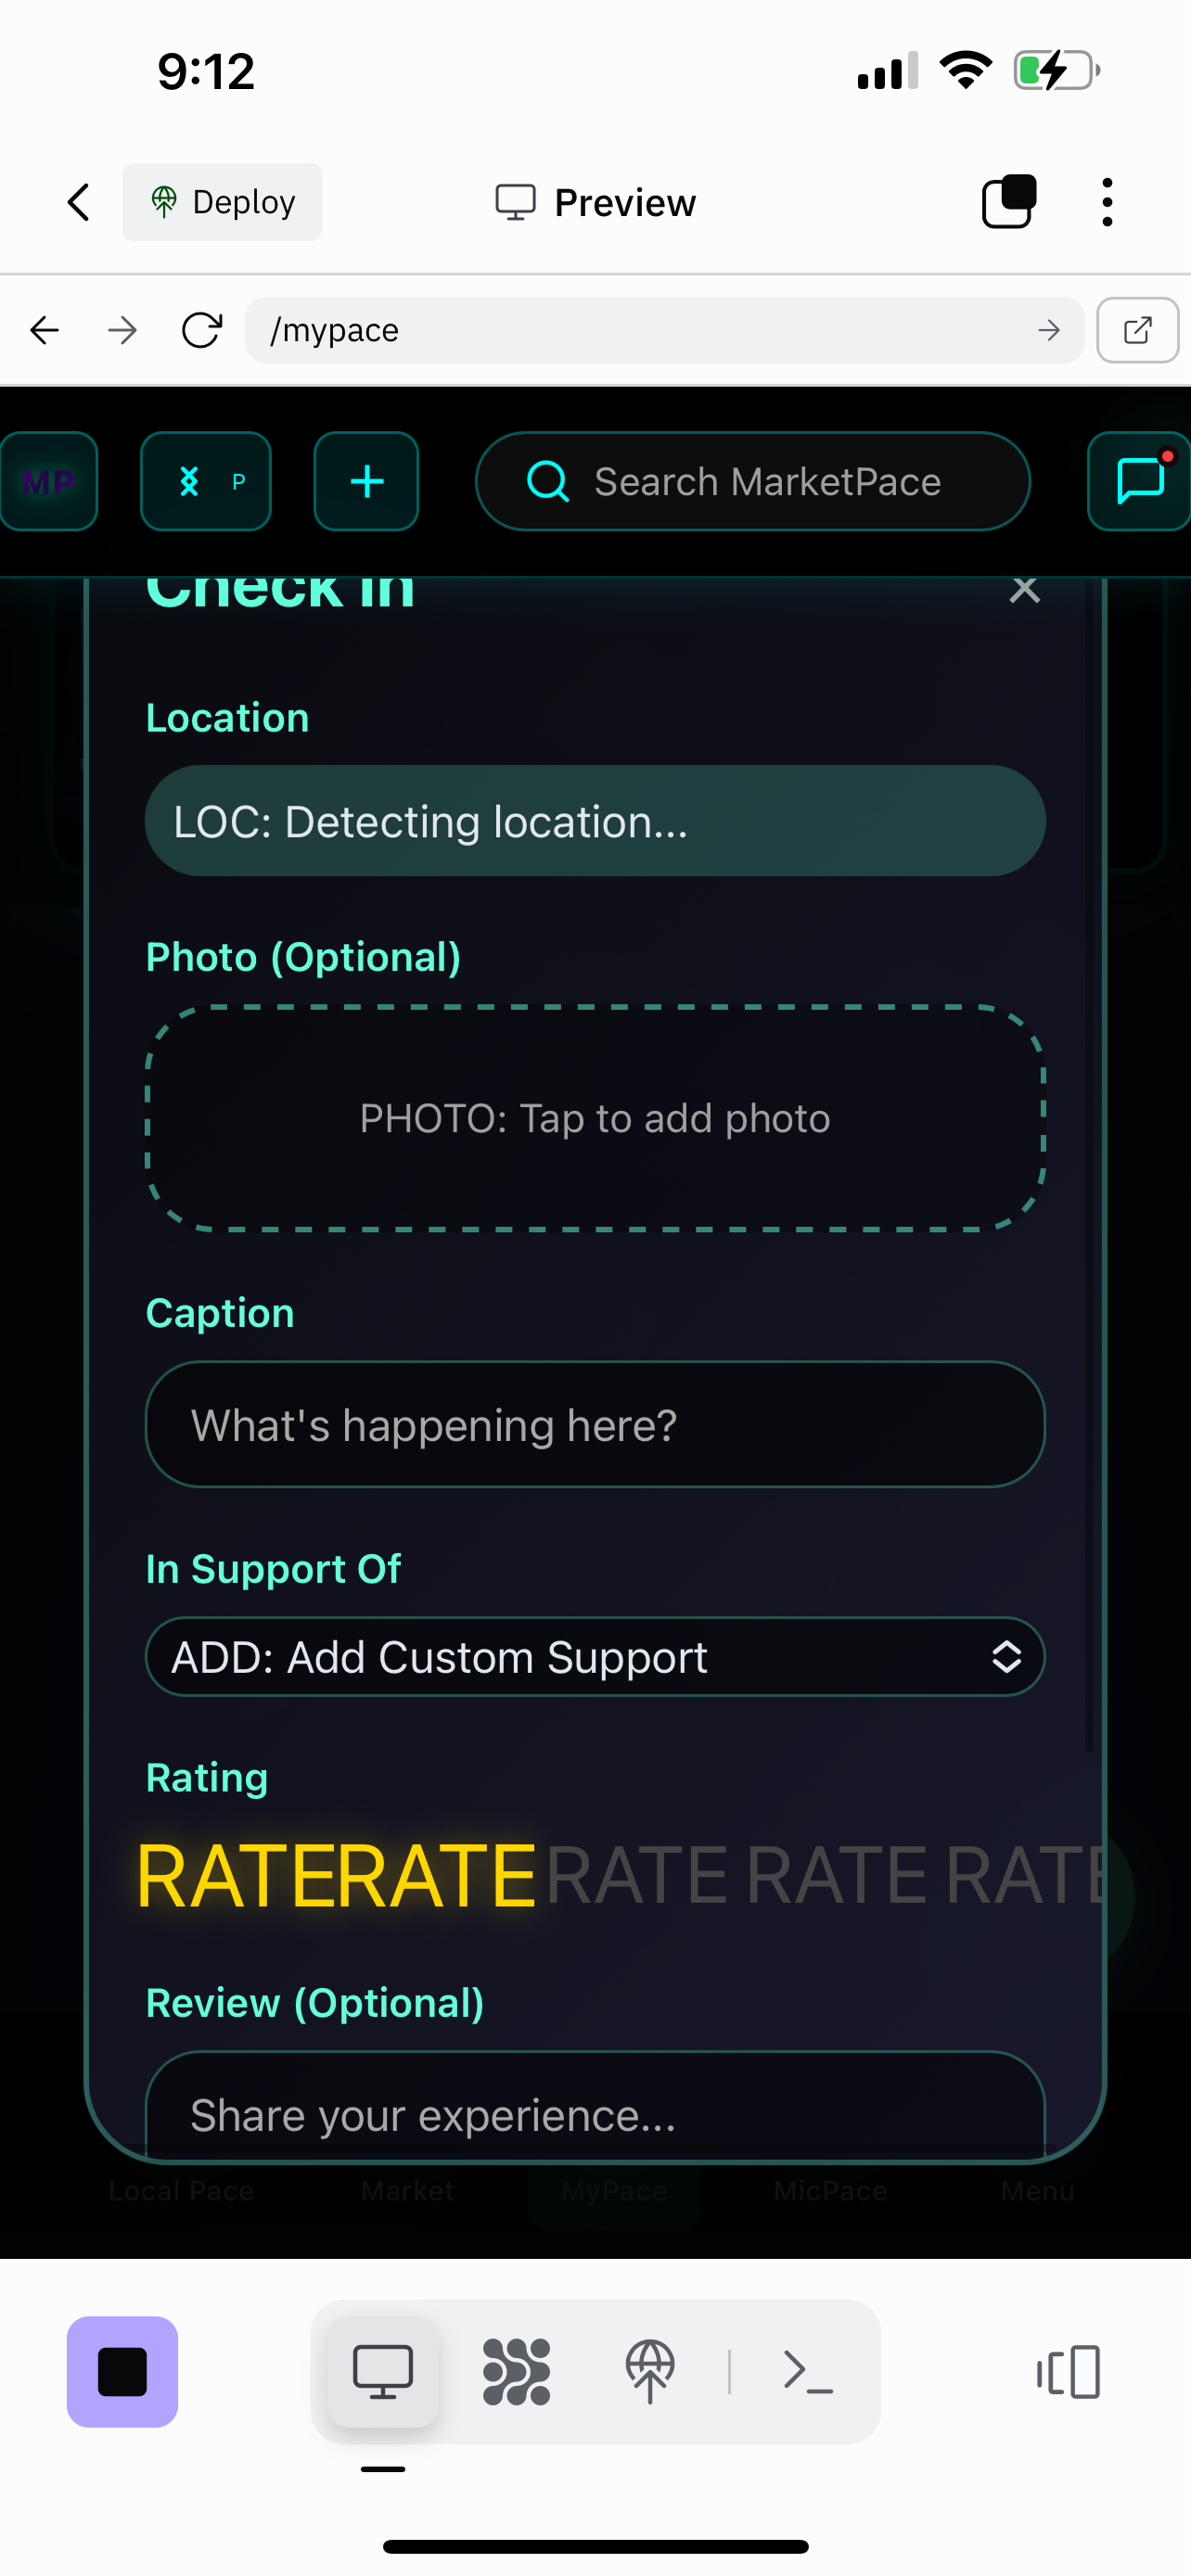 9:12
Deploy
Preview
/mypace
MP
P
Search MarketPace
Check In
Location
LOC: Detecting location...
Photo (Optional)
PHOTO: Tap to add photo
Caption
What's happening here?
In Support Of
ADD: Add Custom Support
Rating
RATERATE RATE RATE RATE
Review (Optional)
Share your experience...
Local Pace Market MyPace MicPace Menu